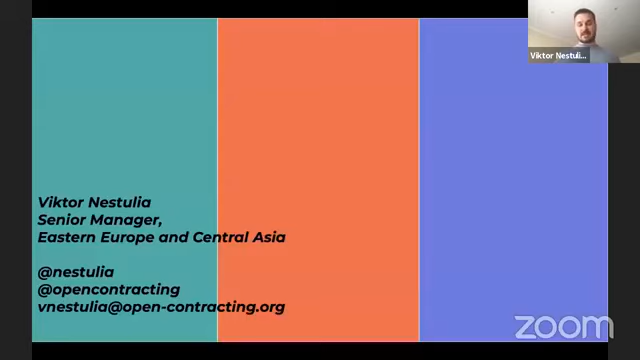 Viktor Nestuli...
Viktor Nestulia
Senior Manager,
Eastern Europe and Central Asia
@nestulia
@opencontracting
vnestulia@open-contracting.org
zoom